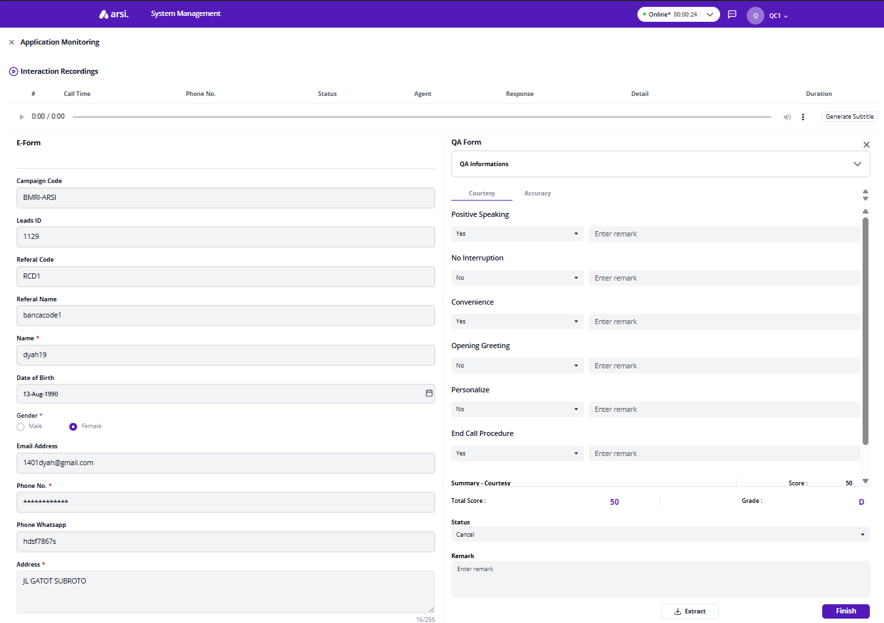 arsi. System Management Online* 00:00:24 Q QC1
Application Monitoring
Interaction Recordings
# Call Time Phone No. Status Agent Response Detail Duration
0:00 / 0:00 Generate Subtitle
E-Form
Campaign Code
BMRI-ARSI
Leads ID
1129
Referal Code
RCD1
Referal Name
bancacode1
Name *
dyah19
Date of Birth
13-Aug-1990
Gender *
Male Female
Email Address
1401dyah@gmail.com
Phone No. *
************
Phone Whatsapp
hdsf7867s
Address *
JL GATOT SUBROTO
16/255
QA Form
QA Informations
Courtesy Accuracy
Positive Speaking
Yes Enter remark
No Interruption
No Enter remark
Convenience
Yes Enter remark
Opening Greeting
No Enter remark
Personalize
No Enter remark
End Call Procedure
Yes Enter remark
Summary - Courtesy Score : 50
Total Score : 50 Grade : D
Status
Cancel
Remark
Enter remark
Extract Finish